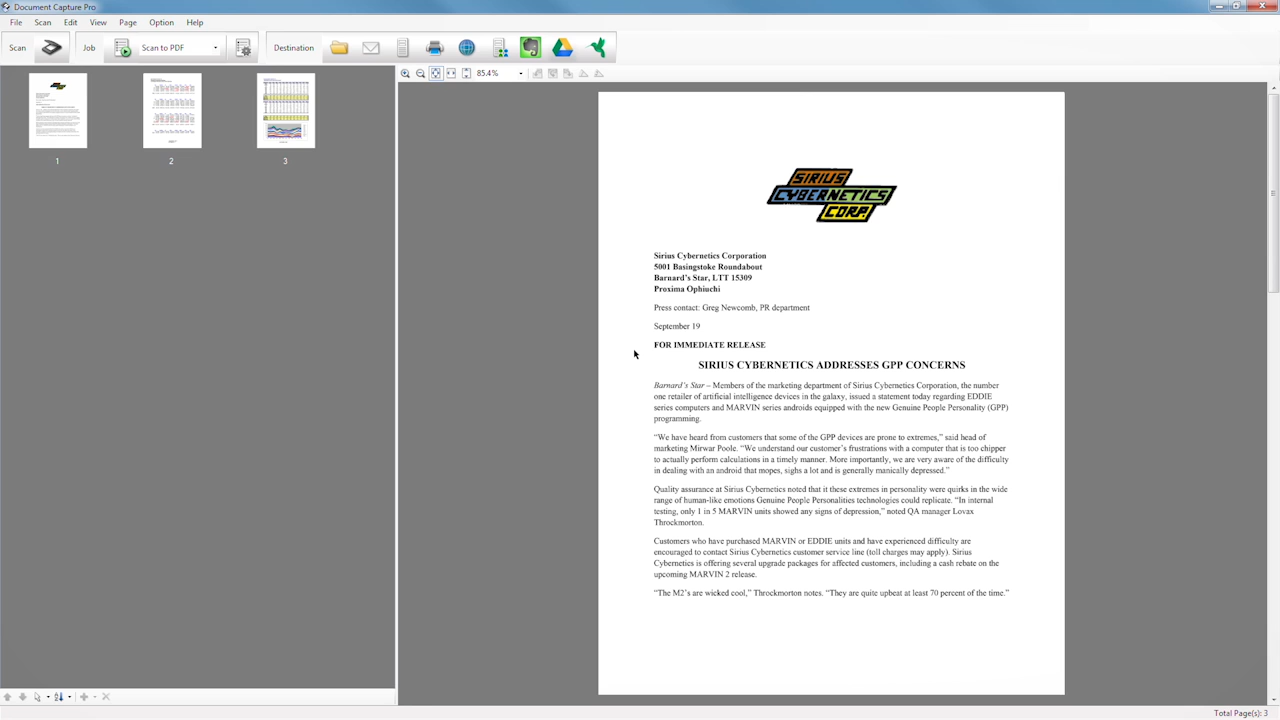 Document Capture Pro
File Scan Edit View Page Option Help
Scan Job Scan to PDF Destination
85.4%
1 2 3
SIRIUS
CYBERNETICS
CORP.
Sirius Cybernetics Corporation
5001 Basingstoke Roundabout
Barnard's Star, LTT 15309
Proxima Ophiuchi
Press contact: Greg Newcomb, PR department
September 19
FOR IMMEDIATE RELEASE
SIRIUS CYBERNETICS ADDRESSES GPP CONCERNS
Barnard's Star – Members of the marketing department of Sirius Cybernetics Corporation, the number
one retailer of artificial intelligence devices in the galaxy, issued a statement today regarding EDDIE
series computers and MARVIN series androids equipped with the new Genuine People Personality (GPP)
programming.
“We have heard from customers that some of the GPP devices are prone to extremes,” said head of
marketing Mirwar Poole. “We understand our customer’s frustrations with a computer that is too chipper
to actually perform calculations in a timely manner. More importantly, we are very aware of the difficulty
in dealing with an android that mopes, sighs a lot and is generally manically depressed.”
Quality assurance at Sirius Cybernetics noted that it these extremes in personality were quirks in the wide
range of human-like emotions Genuine People Personalities technologies could replicate. “In internal
testing, only 1 in 5 MARVIN units showed any signs of depression,” noted QA manager Lovax
Throckmorton.
Customers who have purchased MARVIN or EDDIE units and have experienced difficulty are
encouraged to contact Sirius Cybernetics customer service line (toll charges may apply). Sirius
Cybernetics is offering several upgrade packages for affected customers, including a cash rebate on the
upcoming MARVIN 2 release.
“The M2’s are wicked cool,” Throckmorton notes. “They are quite upbeat at least 70 percent of the time.”
Total Page(s): 3